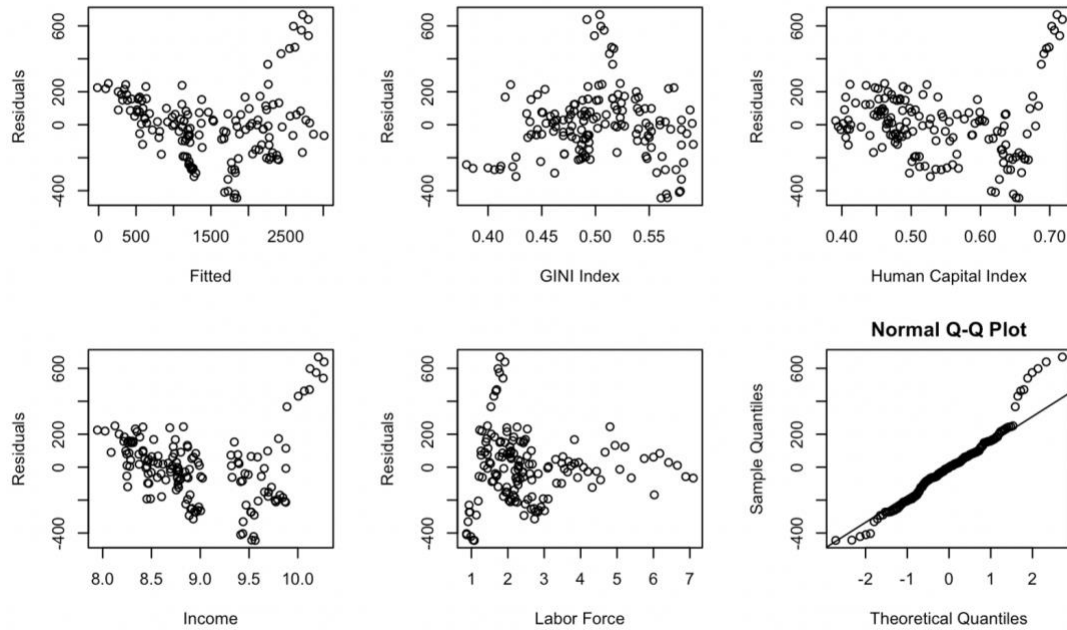 Residuals
600
200
0
-400
0 500 1500 2500
Fitted
Residuals
600
200
0
-400
0.40 0.45 0.50 0.55
GINI Index
Residuals
600
200
0
-400
0.40 0.50 0.60 0.70
Human Capital Index
Residuals
600
200
0
-400
8.0 8.5 9.0 9.5 10.0
Income
Residuals
600
200
0
-400
1 2 3 4 5 6 7
Labor Force
Normal Q-Q Plot
Sample Quantiles
600
200
0
-400
-2 -1 0 1 2
Theoretical Quantiles